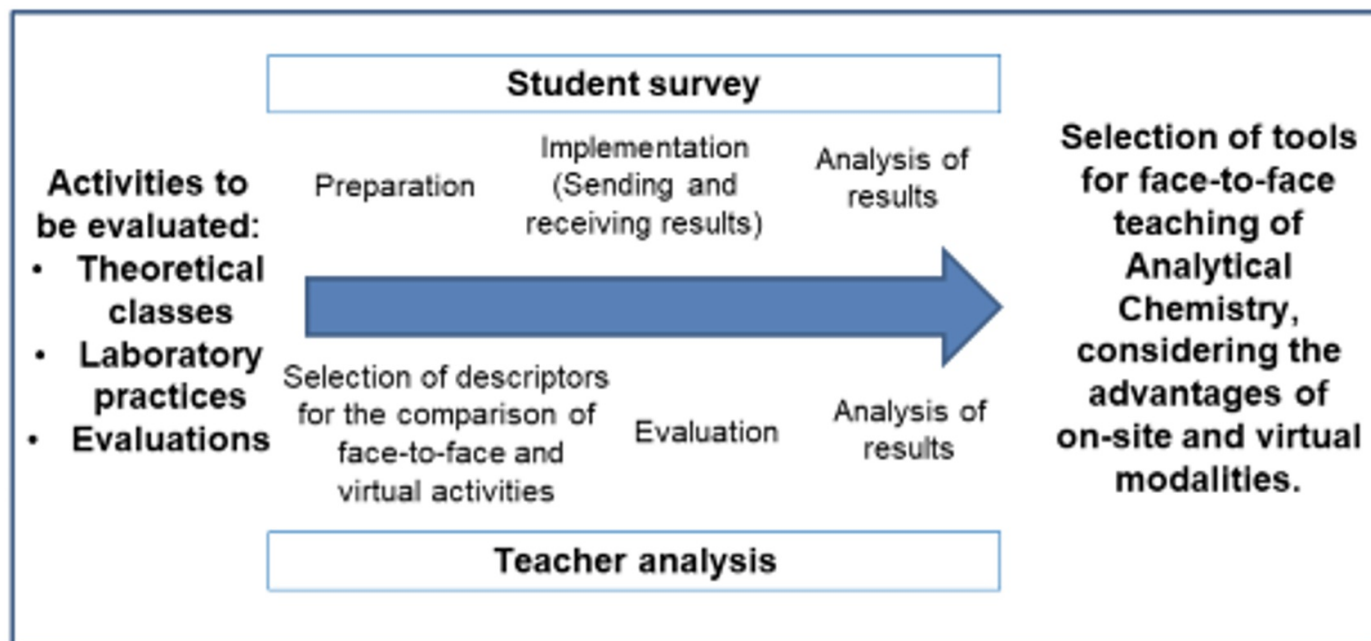 Student survey
Activities to
be evaluated:
• Theoretical
classes
• Laboratory
practices
• Evaluations
Preparation
Implementation
(Sending and
receiving results)
Analysis of
results
Selection of descriptors
for the comparison of
face-to-face and
virtual activities
Evaluation
Analysis of
results
Teacher analysis
Selection of tools
for face-to-face
teaching of
Analytical
Chemistry,
considering the
advantages of
on-site and virtual
modalities.